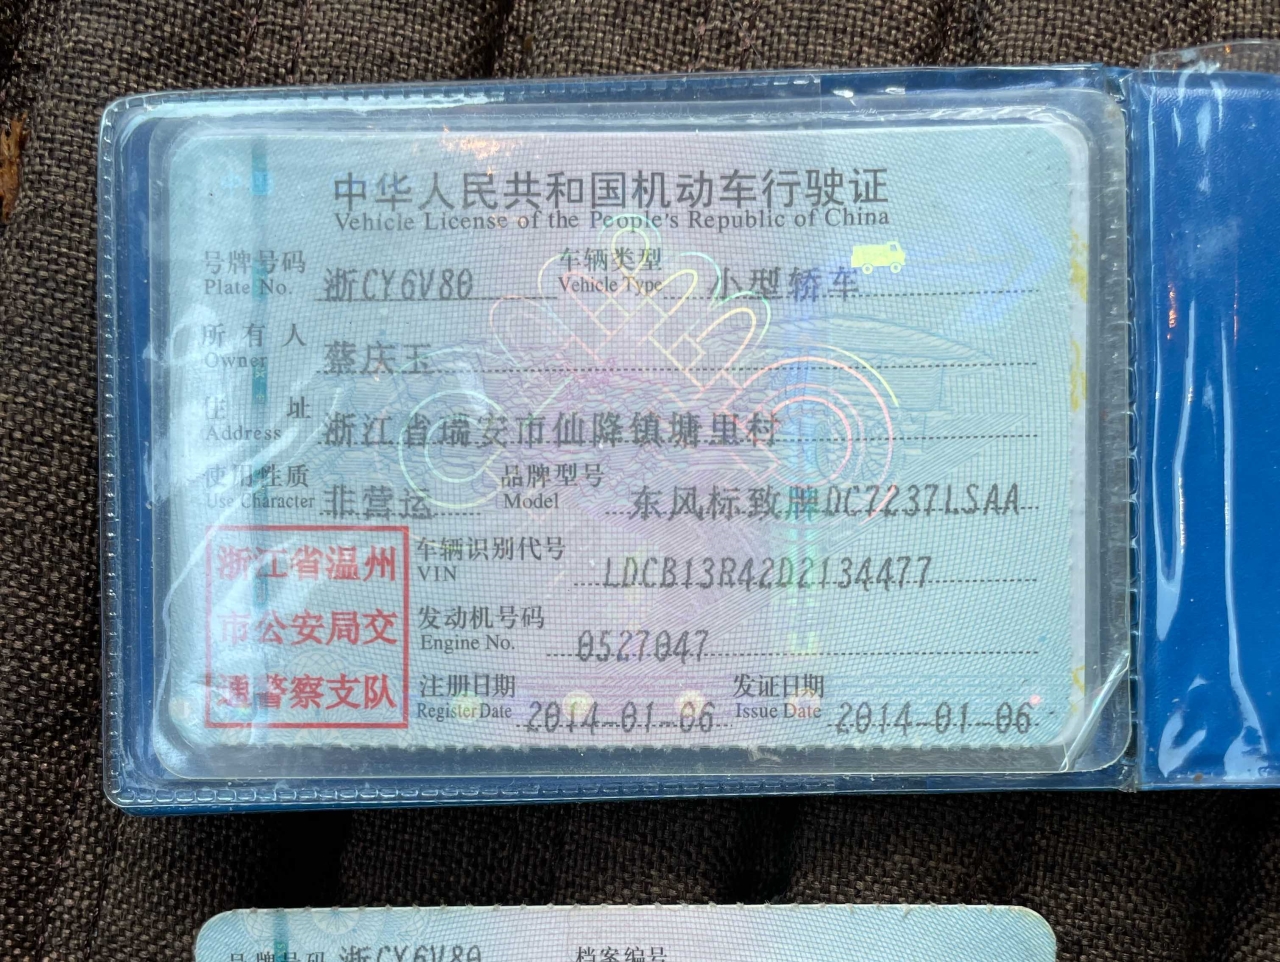 中华人民共和国机动车行驶证
Vehicle License of the People's Republic of China
号牌号码 浙CY6V80 车辆类型 小型轿车
Plate No. Vehicle Type
所有人 蔡庆玉
Owner
住址 浙江省瑞安市仙降镇塘里村
Address
使用性质 非营运 品牌型号 东风标致牌DC7237LSAA
Use Character Model
浙江省温州
市公安局交
通警察支队
车辆识别代号 LDCB13R42D2134477
VIN
发动机号码 0527047
Engine No.
注册日期 2014-01-06 发证日期 2014-01-06
Register Date Issue Date
号牌号码 浙CY6V80 档案编号